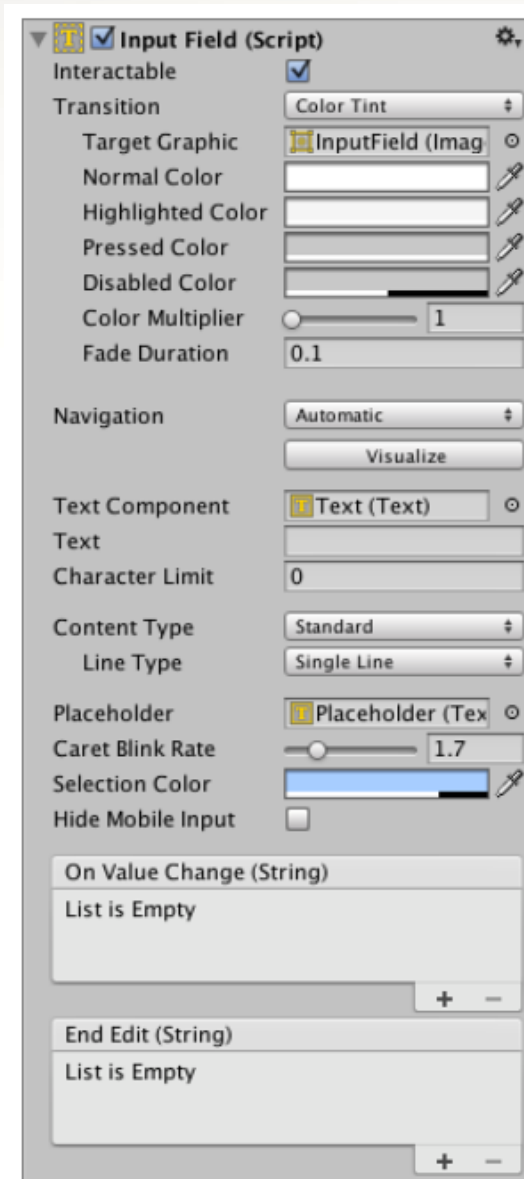 Input Field (Script)
Interactable
Transition Color Tint
Target Graphic InputField (Imag
Normal Color
Highlighted Color
Pressed Color
Disabled Color
Color Multiplier 1
Fade Duration 0.1
Navigation Automatic
Visualize
Text Component Text (Text)
Text
Character Limit 0
Content Type Standard
Line Type Single Line
Placeholder Placeholder (Tex
Caret Blink Rate 1.7
Selection Color
Hide Mobile Input
On Value Change (String)
List is Empty
+ −
End Edit (String)
List is Empty
+ −